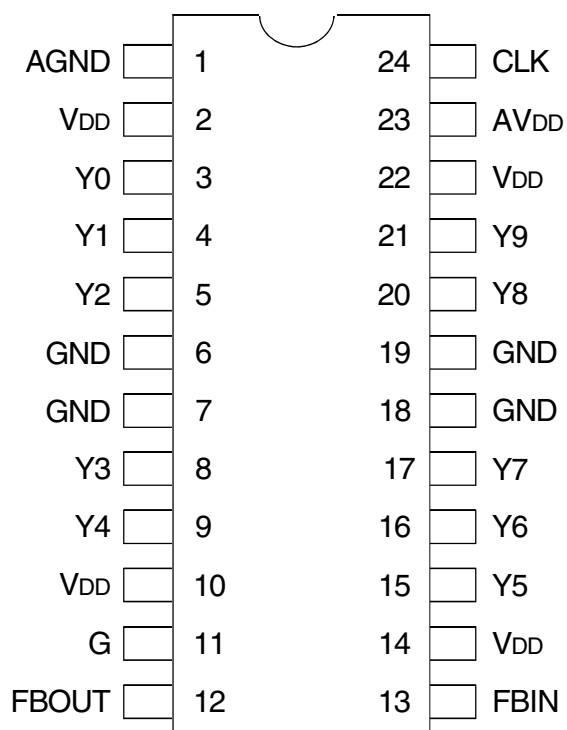 AGND 1 24 CLK
VDD 2 23 AVDD
Y0 3 22 VDD
Y1 4 21 Y9
Y2 5 20 Y8
GND 6 19 GND
GND 7 18 GND
Y3 8 17 Y7
Y4 9 16 Y6
VDD 10 15 Y5
G 11 14 VDD
FBOUT 12 13 FBIN